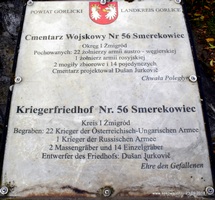 POWIAT GORLICKI LANDKREIS GORLICE
Cmentarz Wojskowy Nr 56 Smerekowiec
Okręg I Żmigród
Pochowanych: 22 żołnierzy armii austro - węgierskiej
1 żołnierz armii rosyjskiej
2 mogiły zbiorowe i 14 pojedynczych
Cmentarz projektował Dušan Jurkovič
Chwała Poległym
Kriegerfriedhof Nr. 56 Smerekowiec
Kreis I Żmigród
Begraben: 22 Krieger der Österreichisch-Ungarischen Armee
1 Krieger der Russischen Armee
2 Massengräber und 14 Einzelgräber
Entwerfer des Friedhofs: Dušan Jurkovič
Ehre den Gefallenen